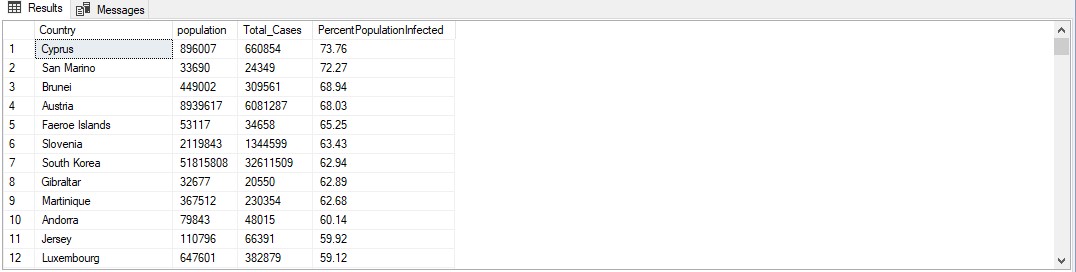 Results Messages
Country population Total_Cases PercentPopulationInfected
1 Cyprus 896007 660854 73.76
2 San Marino 33690 24349 72.27
3 Brunei 449002 309561 68.94
4 Austria 8939617 6081287 68.03
5 Faeroe Islands 53117 34658 65.25
6 Slovenia 2119843 1344599 63.43
7 South Korea 51815808 32611509 62.94
8 Gibraltar 32677 20550 62.89
9 Martinique 367512 230354 62.68
10 Andorra 79843 48015 60.14
11 Jersey 110796 66391 59.92
12 Luxembourg 647601 382879 59.12